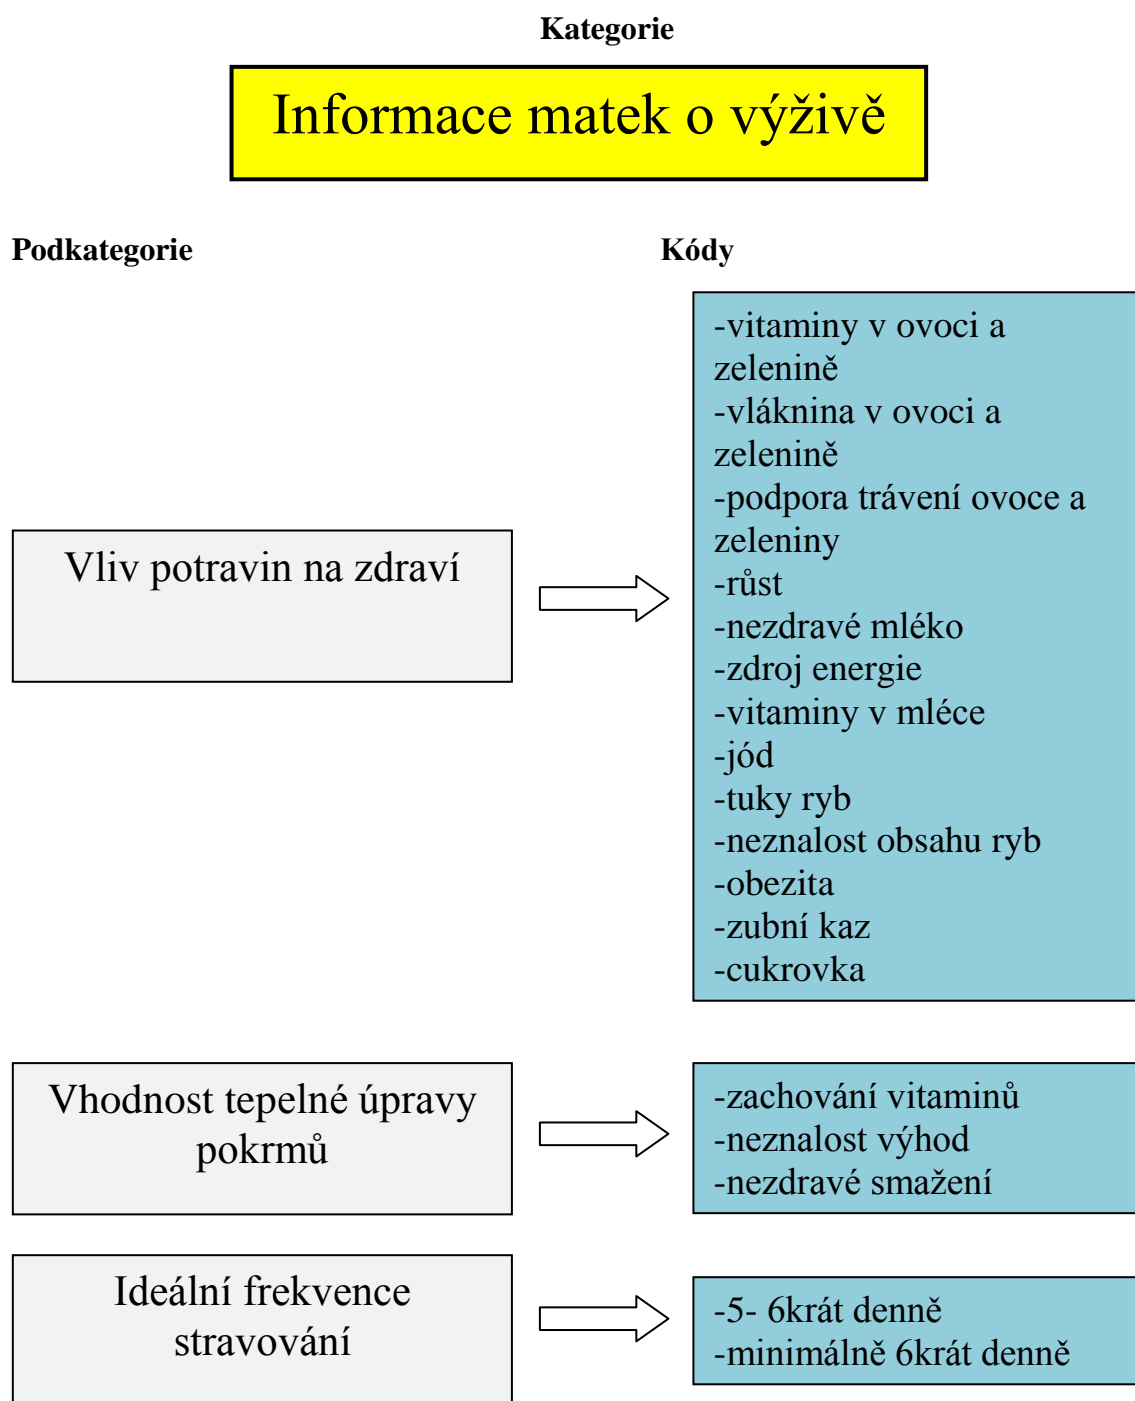 Kategorie
Informace matek o výživě
Podkategorie
Kódy
Vliv potravin na zdraví
-vitaminy v ovoci a
zelenině
-vláknina v ovoci a
zelenině
-podpora trávení ovoce a
zeleniny
-růst
-nezdravé mléko
-zdroj energie
-vitaminy v mléce
-jód
-tuky ryb
-neznalost obsahu ryb
-obezita
-zubní kaz
-cukrovka
Vhodnost tepelné úpravy
pokrmů
-zachování vitaminů
-neznalost výhod
-nezdravé smažení
Ideální frekvence
stravování
-5- 6krát denně
-minimálně 6krát denně